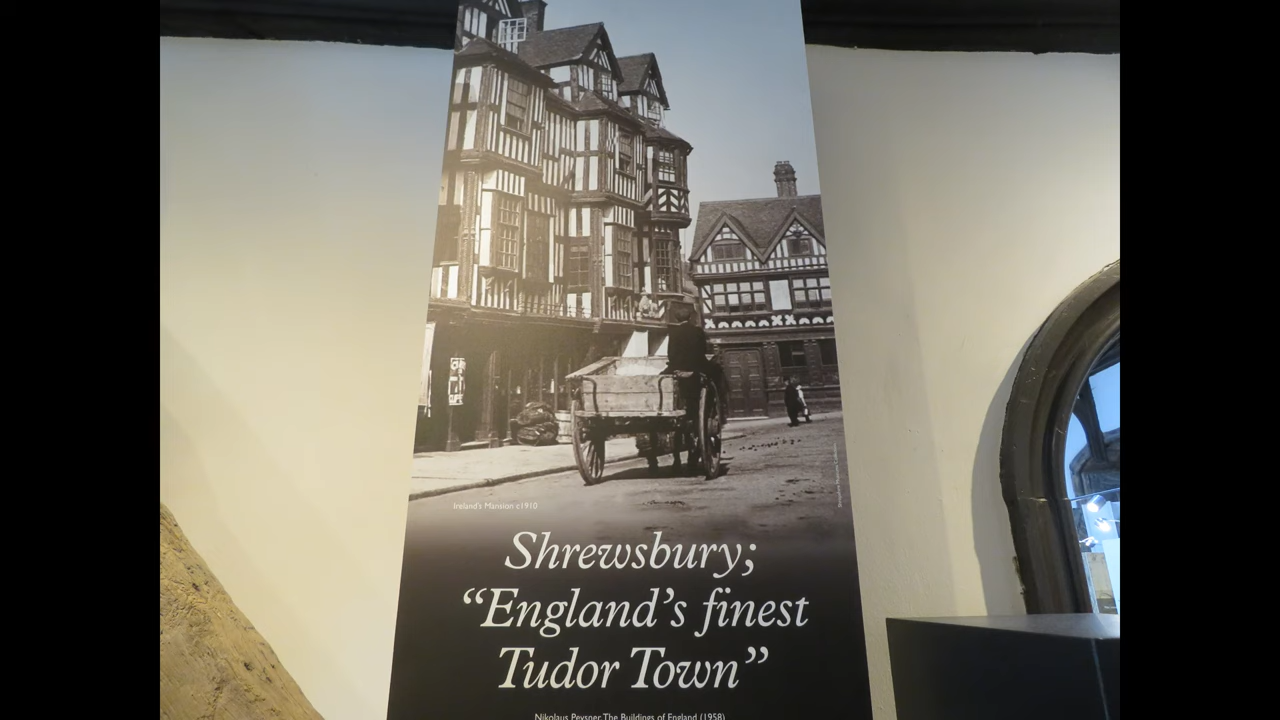 Ireland's Mansion c1910
Shrewsbury;
“England's finest
Tudor Town”
Nikolaus Pevsner, The Buildings of England (1958)